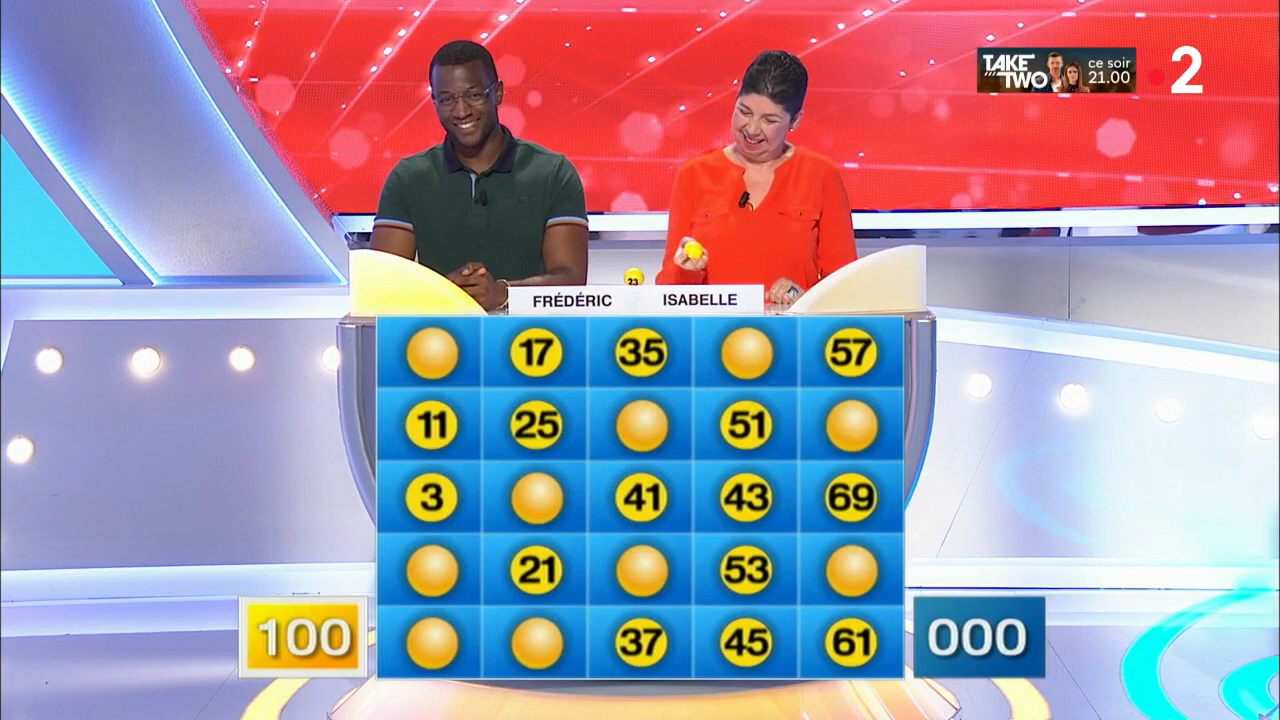 TAKE TWO
ce soir
21.00
2
23
FRÉDÉRIC ISABELLE
17 35 57
11 25 51
3 41 43 69
21 53
37 45 61
100
000